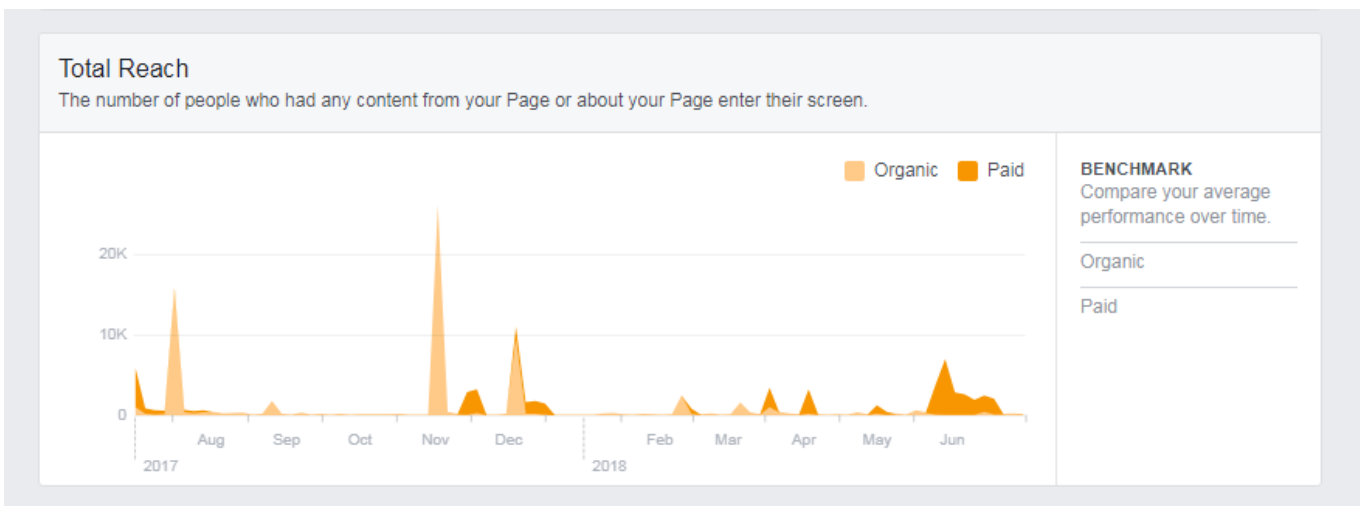 Total Reach
The number of people who had any content from your Page or about your Page enter their screen.
Organic Paid
20K
10K
0
Aug Sep Oct Nov Dec Feb Mar Apr May Jun
2017 2018
BENCHMARK
Compare your average
performance over time.
Organic
Paid